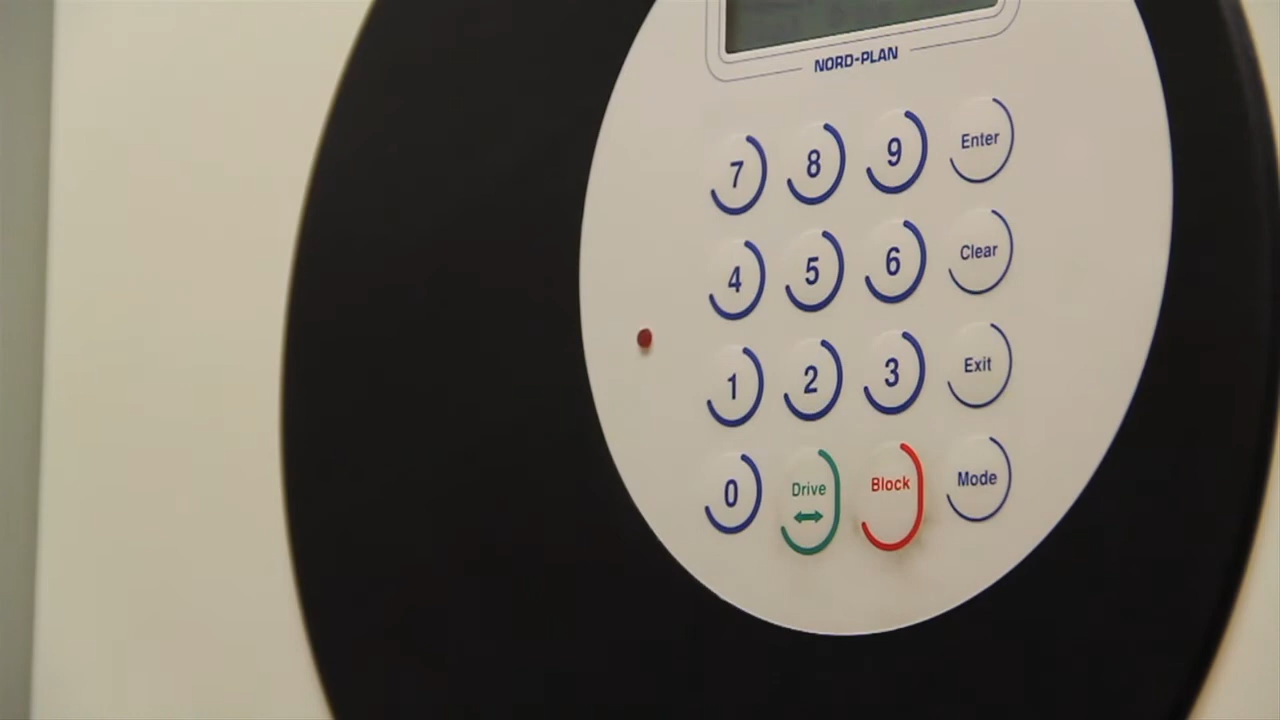 NORD-PLAN
7 8 9 Enter
4 5 6 Clear
1 2 3 Exit
0 Drive Block Mode